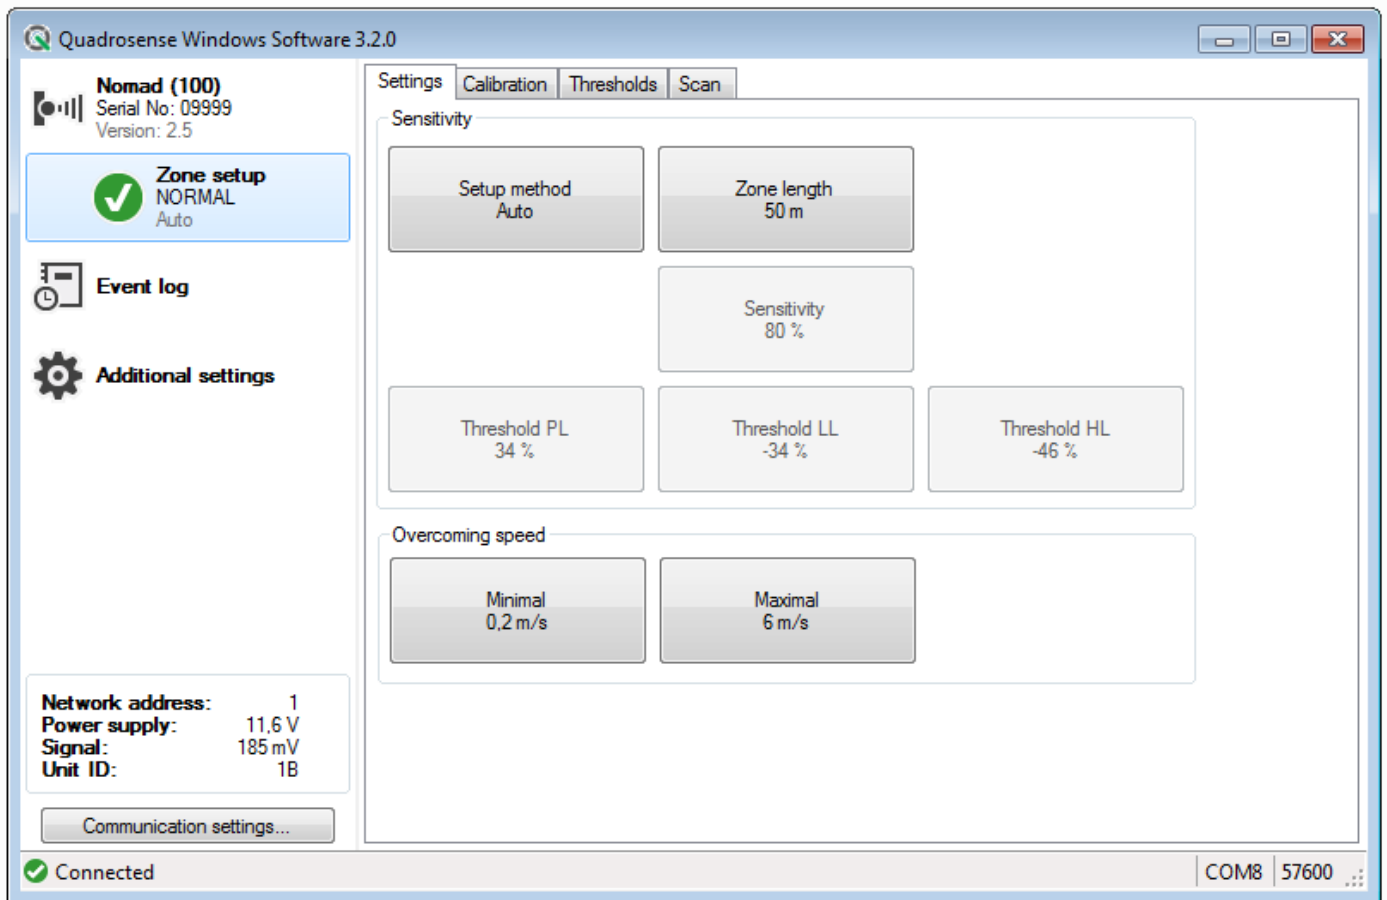 Quadrosense Windows Software 3.2.0
Nomad (100)
Serial No: 09999
Version: 2.5
Zone setup
NORMAL
Auto
Event log
Additional settings
Network address: 1
Power supply: 11,6 V
Signal: 185 mV
Unit ID: 1B
Communication settings...
Settings Calibration Thresholds Scan
Sensitivity
Setup method
Auto
Zone length
50 m
Sensitivity
80 %
Threshold PL
34 %
Threshold LL
-34 %
Threshold HL
-46 %
Overcoming speed
Minimal
0,2 m/s
Maximal
6 m/s
Connected
COM8 57600